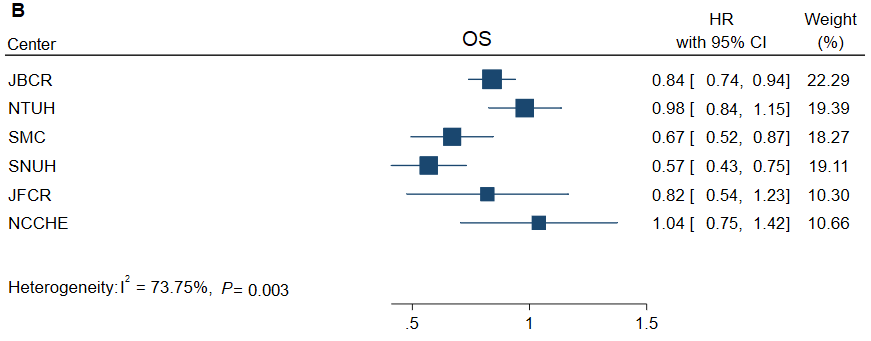 B
HR Weight
Center OS with 95% CI (%)
JBCR 0.84 [ 0.74, 0.94] 22.29
NTUH 0.98 [ 0.84, 1.15] 19.39
SMC 0.67 [ 0.52, 0.87] 18.27
SNUH 0.57 [ 0.43, 0.75] 19.11
JFCR 0.82 [ 0.54, 1.23] 10.30
NCCHE 1.04 [ 0.75, 1.42] 10.66
Heterogeneity: I² = 73.75%, P= 0.003
.5 1 1.5